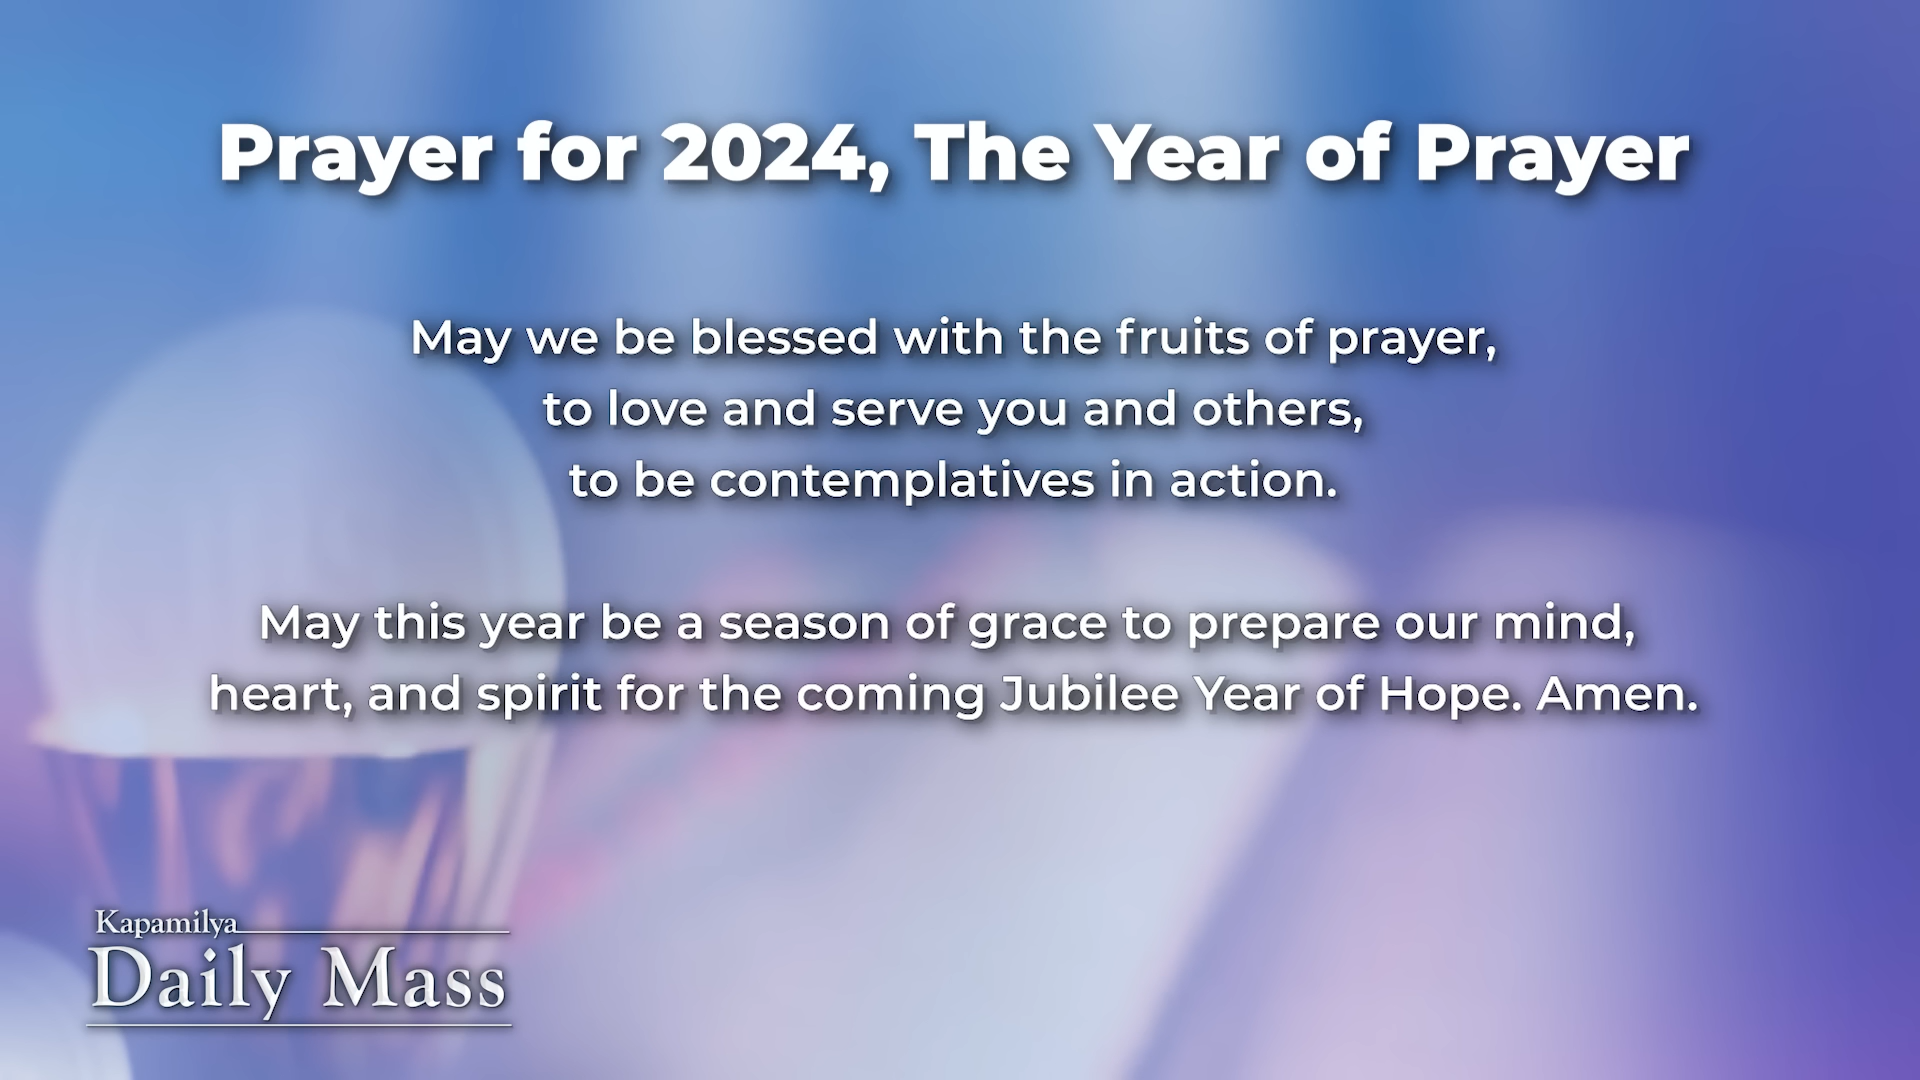 Prayer for 2024, The Year of Prayer
May we be blessed with the fruits of prayer,
to love and serve you and others,
to be contemplatives in action.
May this year be a season of grace to prepare our mind,
heart, and spirit for the coming Jubilee Year of Hope. Amen.
Kapamilya
Daily Mass